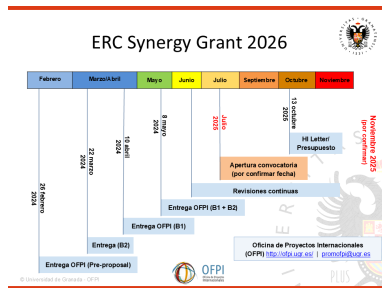 ERC Synergy Grant 2026
Febrero
Marzo/Abril
Mayo
Junio
Julio
Septiembre
Octubre
Noviembre
26 febrero
2024
22 marzo
2024
10 abril
2024
8 mayo
2024
Julio
2025
13 octubre
2025
Noviembre 2025
(por confirmar)
HI Letter/
Presupuesto
Apertura convocatoria
(por confirmar fecha)
Revisiones continuas
Entrega OFPI (B1 + B2)
Entrega OFPI (B1)
Entrega (B2)
Entrega OFPI (Pre-proposal)
Oficina de Proyectos Internacionales
(OFPI) http://ofpi.ugr.es/ | promofpi@ugr.es
© Universidad de Granada - OFPI
OFPI
PLUS